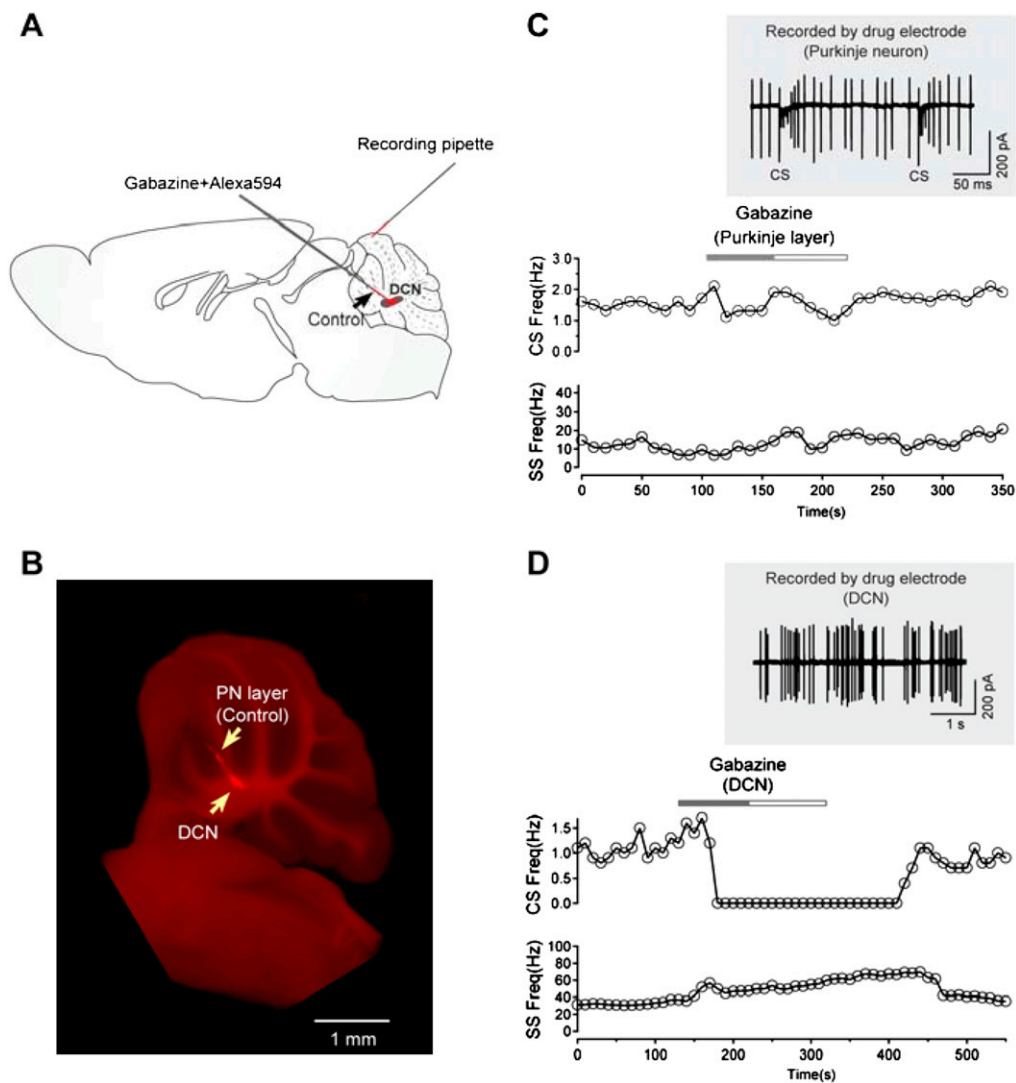 A
Recording pipette
Gabazine+Alexa594
DCN
Control
B
PN layer
(Control)
DCN
1 mm
C
Recorded by drug electrode
(Purkinje neuron)
CS
CS
200 pA
50 ms
Gabazine
(Purkinje layer)
CS Freq(Hz)
3.0
2.0
1.0
0.0
SS Freq(Hz)
40
30
20
10
0
0 50 100 150 200 250 300 350
Time(s)
D
Recorded by drug electrode
(DCN)
200 pA
1 s
Gabazine
(DCN)
CS Freq(Hz)
1.5
1.0
0.5
0.0
SS Freq(Hz)
100
80
60
40
20
0
0 100 200 300 400 500
Time(s)